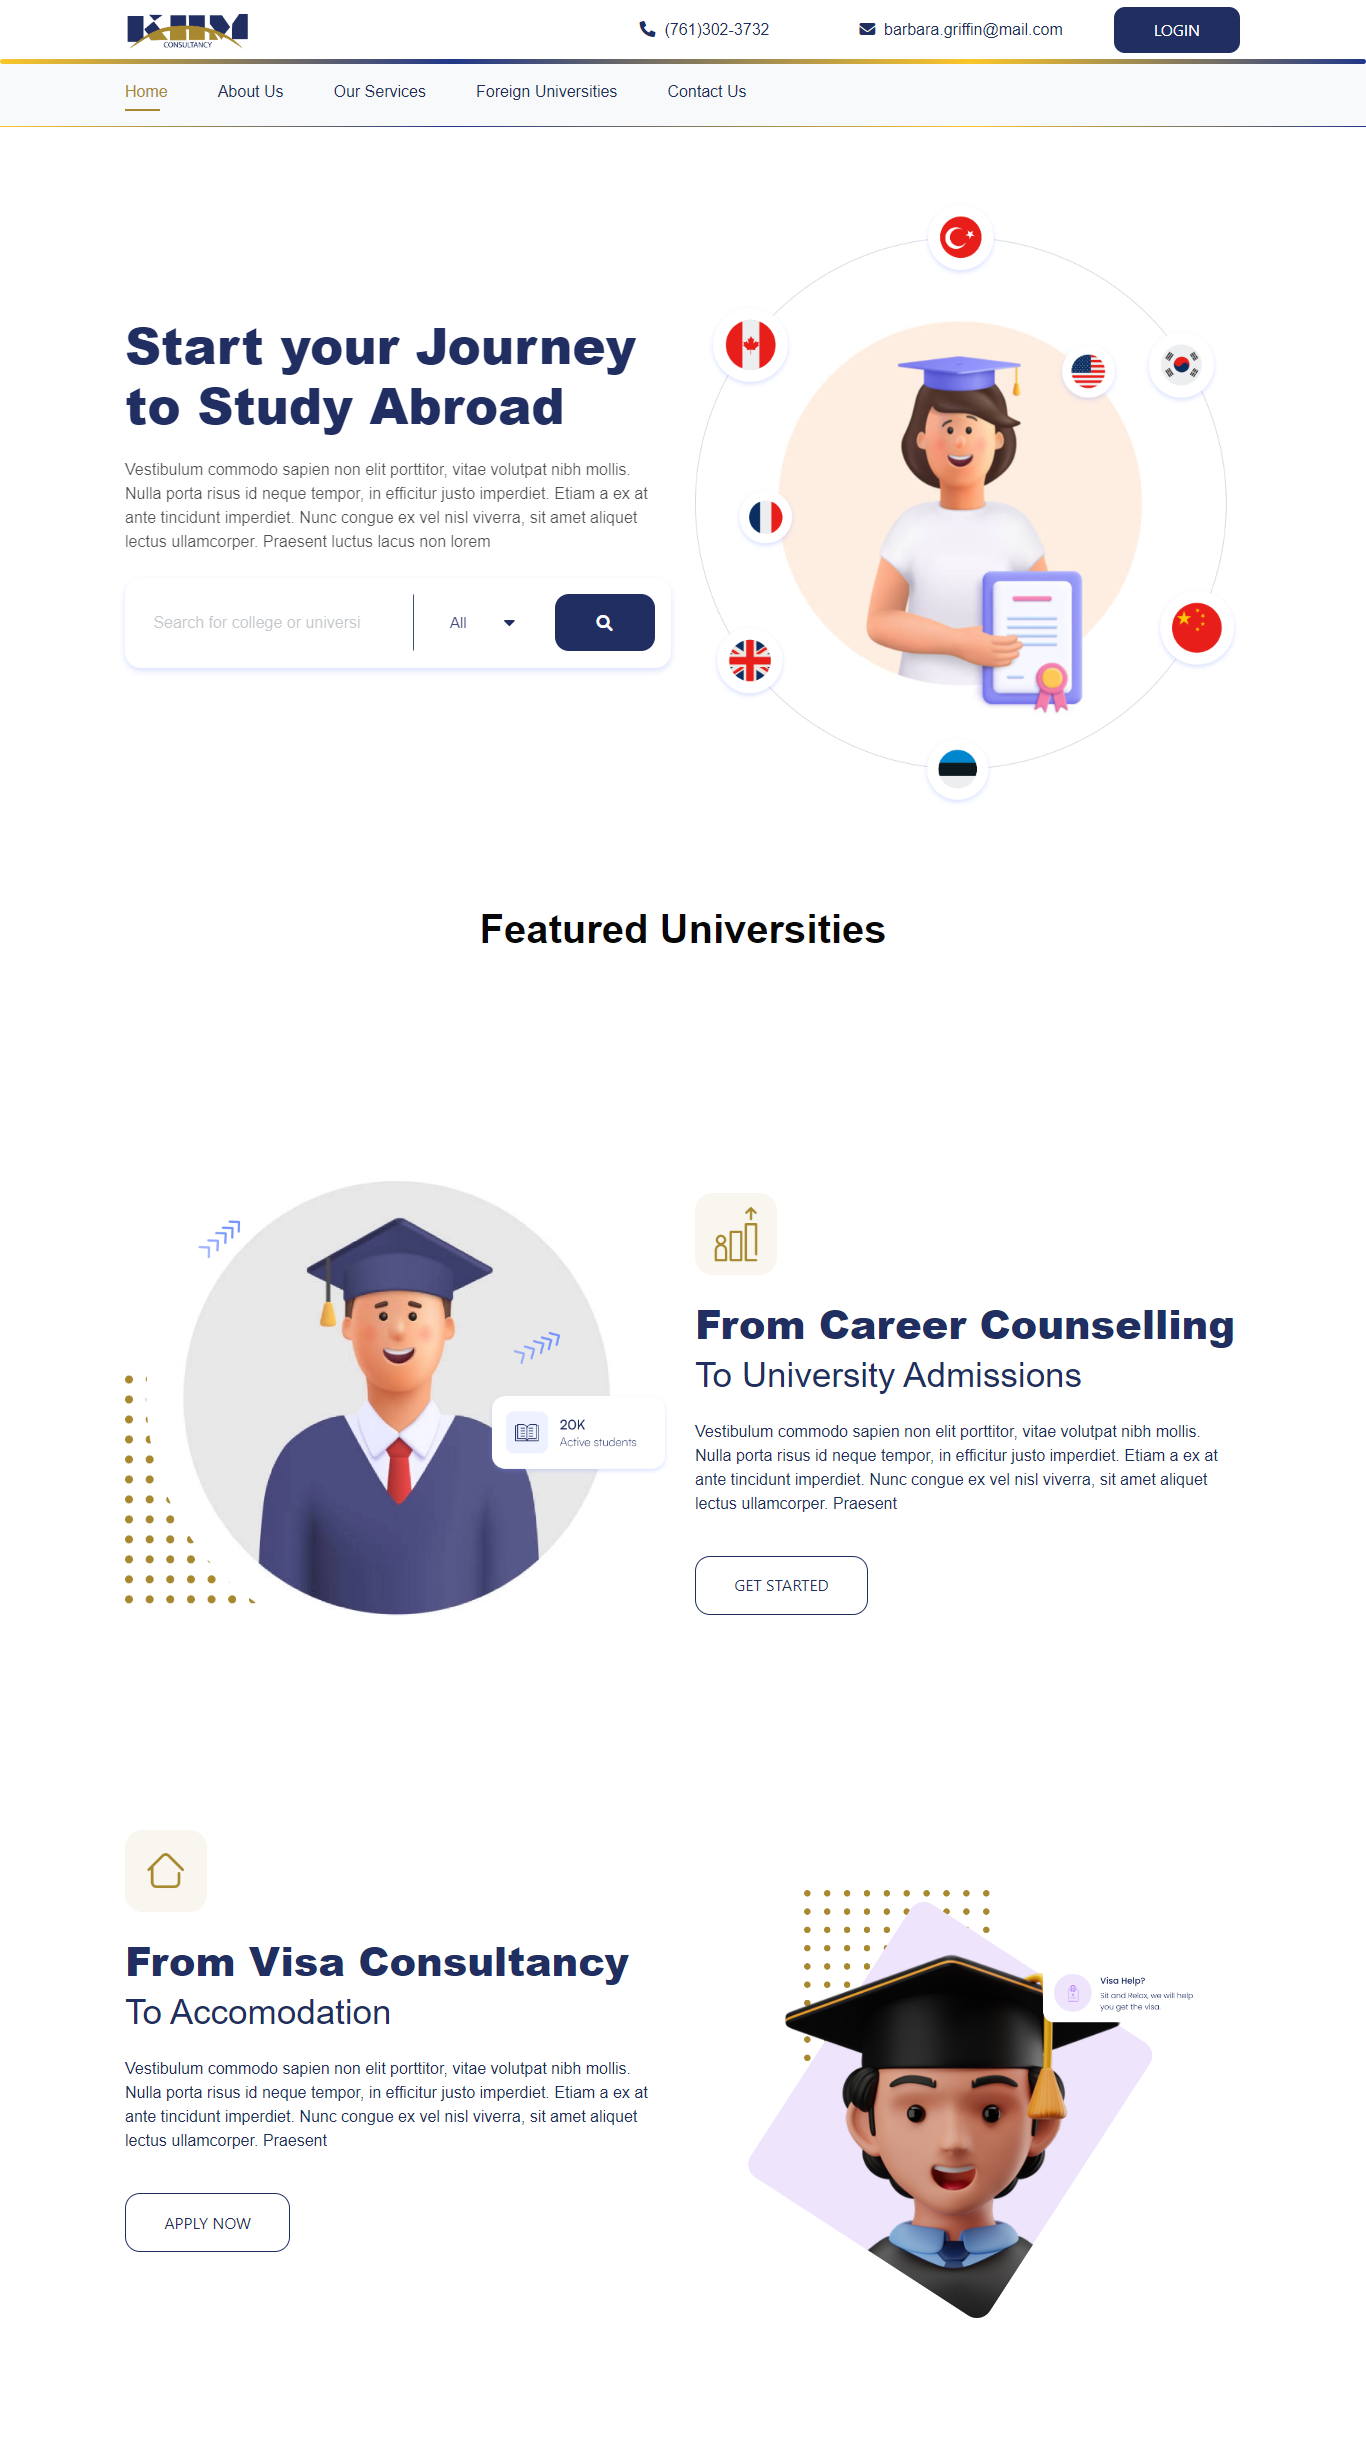 KHM
CONSULTANCY
(761)302-3732
barbara.griffin@mail.com
LOGIN
Home
About Us
Our Services
Foreign Universities
Contact Us
Start your Journey
to Study Abroad
Vestibulum commodo sapien non elit porttitor, vitae volutpat nibh mollis.
Nulla porta risus id neque tempor, in efficitur justo imperdiet. Etiam a ex at
ante tincidunt imperdiet. Nunc congue ex vel nisl viverra, sit amet aliquet
lectus ullamcorper. Praesent luctus lacus non lorem
Search for college or universi
All
Featured Universities
20K
Active students
From Career Counselling
To University Admissions
Vestibulum commodo sapien non elit porttitor, vitae volutpat nibh mollis.
Nulla porta risus id neque tempor, in efficitur justo imperdiet. Etiam a ex at
ante tincidunt imperdiet. Nunc congue ex vel nisl viverra, sit amet aliquet
lectus ullamcorper. Praesent
GET STARTED
From Visa Consultancy
To Accomodation
Vestibulum commodo sapien non elit porttitor, vitae volutpat nibh mollis.
Nulla porta risus id neque tempor, in efficitur justo imperdiet. Etiam a ex at
ante tincidunt imperdiet. Nunc congue ex vel nisl viverra, sit amet aliquet
lectus ullamcorper. Praesent
APPLY NOW
Visa Help?
Sit and Relax, we will help
you get the visa.